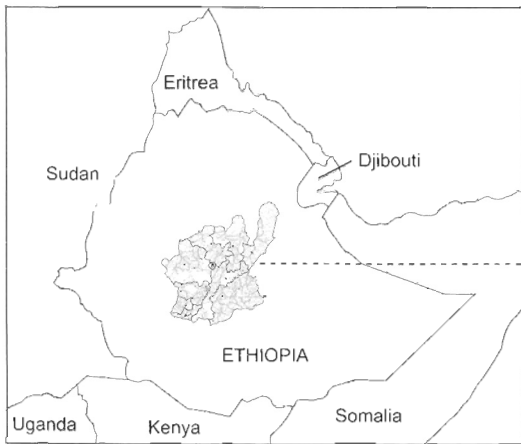 Eritrea
Sudan
Djibouti
ETHIOPIA
Uganda
Kenya
Somalia